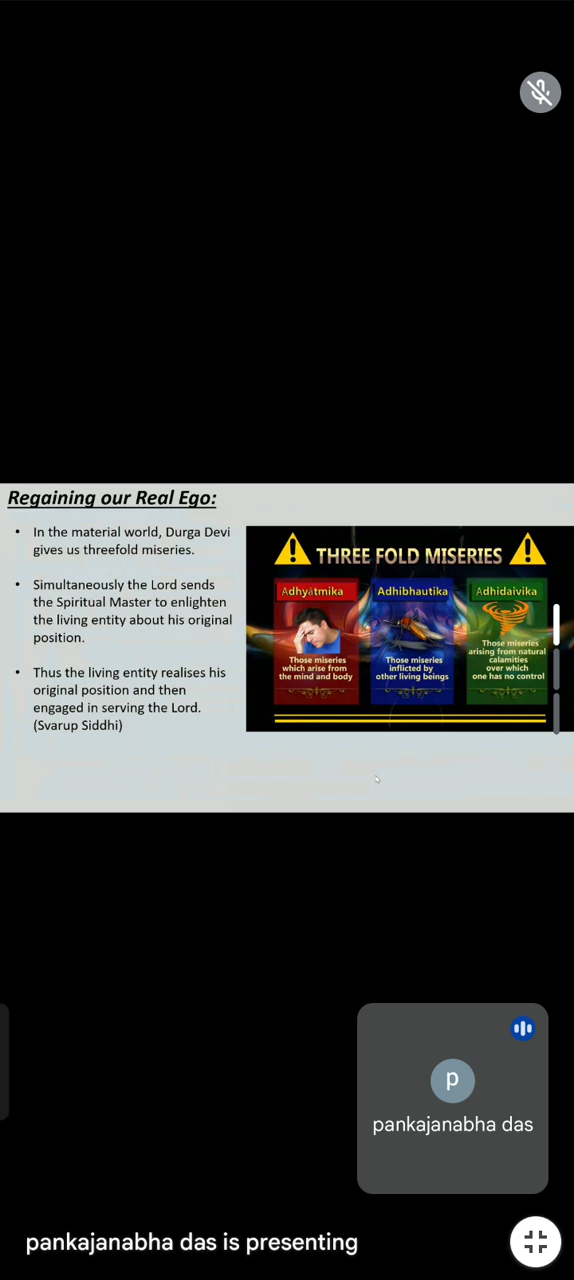 Regaining our Real Ego:
• In the material world, Durga Devi
gives us threefold miseries.
• Simultaneously the Lord sends
the Spiritual Master to enlighten
the living entity about his original
position.
• Thus the living entity realises his
original position and then
engaged in serving the Lord.
(Svarup Siddhi)
THREE FOLD MISERIES
Adhyātmika
Those miseries
which arise from
the mind and body
Adhibhautika
Those miseries
inflicted by
other living beings
Adhidaivika
Those miseries
arising from natural
calamities
over which
one has no control
p
pankajanabha das
pankajanabha das is presenting